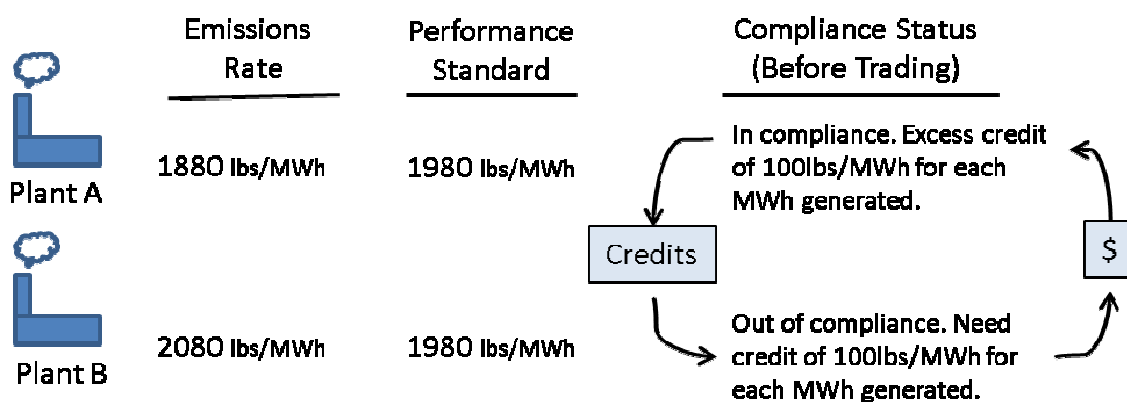 Emissions
Rate
Performance
Standard
Compliance Status
(Before Trading)
Plant A
1880 lbs/MWh
1980 lbs/MWh
In compliance. Excess credit
of 100lbs/MWh for each
MWh generated.
Credits
$
Plant B
2080 lbs/MWh
1980 lbs/MWh
Out of compliance. Need
credit of 100lbs/MWh for
each MWh generated.